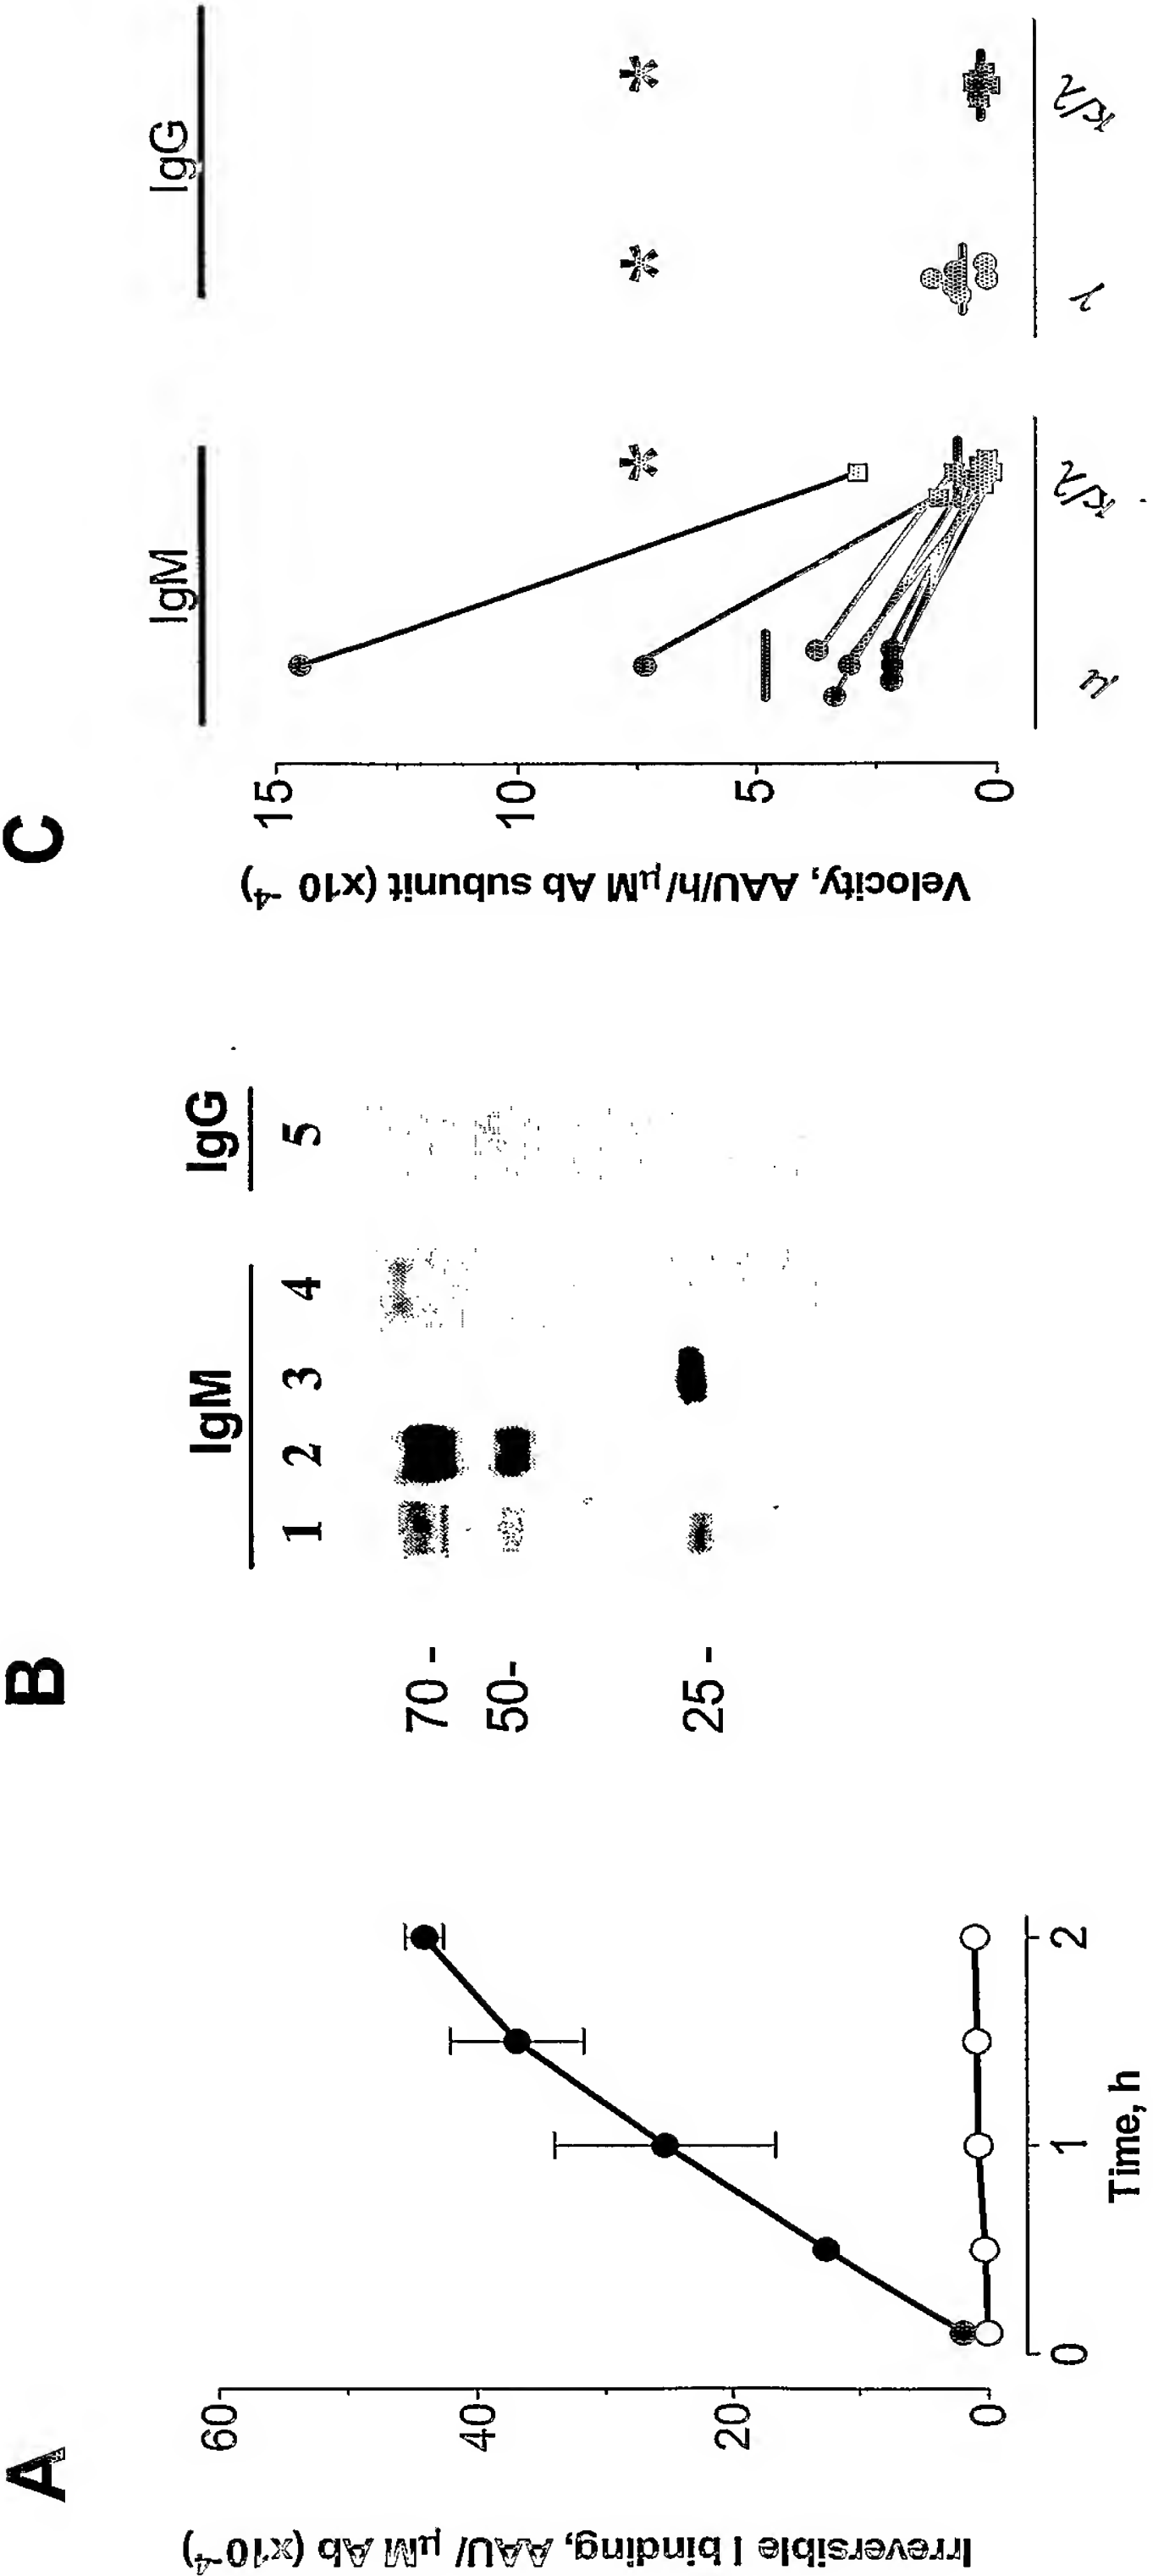 A
Irreversible I binding, AAU/ μM Ab (x10-4)
60
40
20
0
0 1 2
Time, h
B
IgM IgG
1 2 3 4 5
70 -
50-
25 -
C
IgM IgG
Velocity, AAU/h/μM Ab subunit (x10 -4)
15
10
5
0
* * *
μ κ/λ γ κ/λ